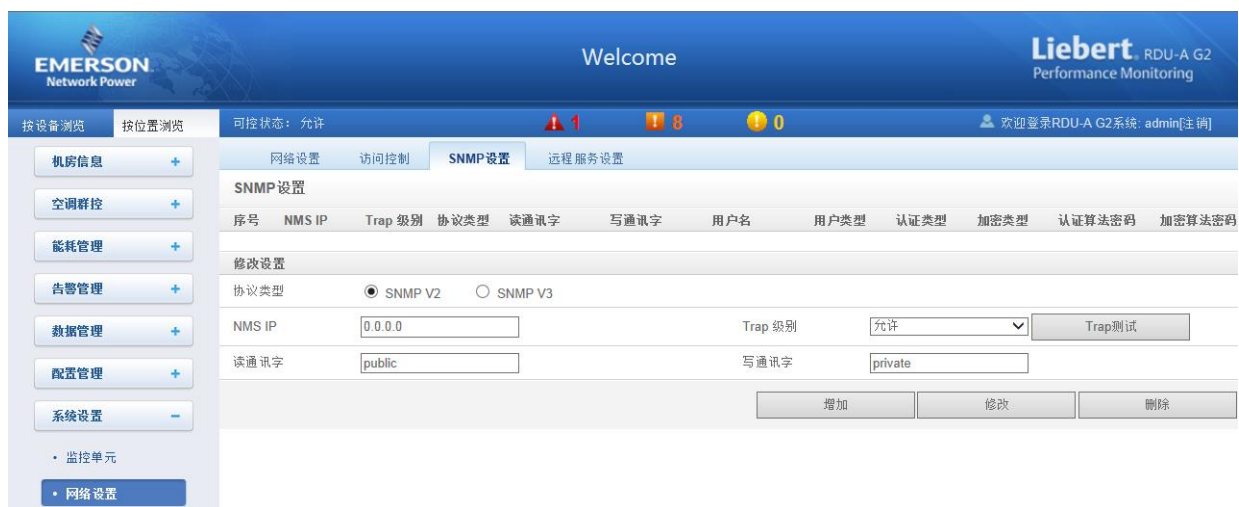 EMERSON
Network Power
Welcome
Liebert® RDU-A G2
Performance Monitoring
按设备浏览 按位置浏览 可控状态：允许 1 8 0 欢迎登录RDU-A G2系统: admin[注销]
机房信息 +
空调群控 +
能耗管理 +
告警管理 +
数据管理 +
配置管理 +
系统设置 −
• 监控单元
• 网络设置
网络设置 访问控制 SNMP设置 远程服务设置
SNMP设置
序号 NMS IP Trap 级别 协议类型 读通讯字 写通讯字 用户名 用户类型 认证类型 加密类型 认证算法密码 加密算法密码
修改设置
协议类型 SNMP V2 SNMP V3
NMS IP 0.0.0.0 Trap 级别 允许 Trap测试
读通讯字 public 写通讯字 private
增加 修改 删除